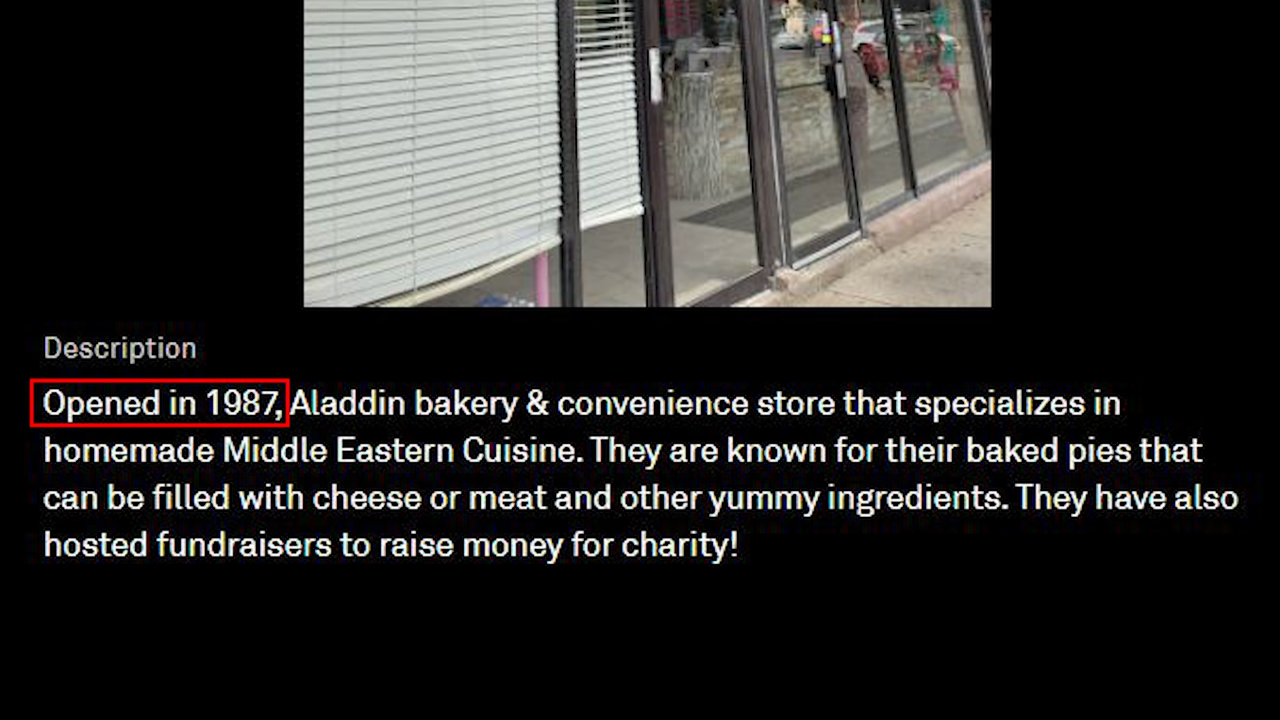 Description
Opened in 1987, Aladdin bakery & convenience store that specializes in
homemade Middle Eastern Cuisine. They are known for their baked pies that
can be filled with cheese or meat and other yummy ingredients. They have also
hosted fundraisers to raise money for charity!